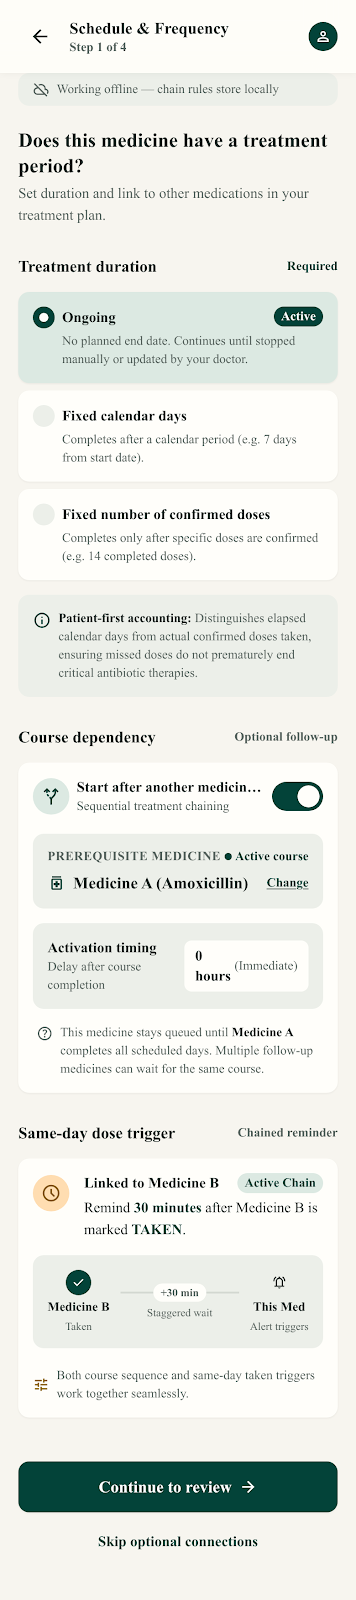 Schedule & Frequency
Step 1 of 4
Working offline — chain rules store locally
Does this medicine have a treatment
period?
Set duration and link to other medications in your
treatment plan.
Treatment duration
Required
Ongoing
Active
No planned end date. Continues until stopped
manually or updated by your doctor.
Fixed calendar days
Completes after a calendar period (e.g. 7 days
from start date).
Fixed number of confirmed doses
Completes only after specific doses are confirmed
(e.g. 14 completed doses).
Patient-first accounting: Distinguishes elapsed
calendar days from actual confirmed doses taken,
ensuring missed doses do not prematurely end
critical antibiotic therapies.
Course dependency
Optional follow-up
Start after another medicin...
Sequential treatment chaining
PREREQUISITE MEDICINE
Active course
Medicine A (Amoxicillin)
Change
Activation timing
Delay after course
completion
0
hours
(Immediate)
This medicine stays queued until Medicine A
completes all scheduled days. Multiple follow-up
medicines can wait for the same course.
Same-day dose trigger
Chained reminder
Linked to Medicine B
Active Chain
Remind 30 minutes after Medicine B is
marked TAKEN.
Medicine B
Taken
+30 min
Staggered wait
This Med
Alert triggers
Both course sequence and same-day taken triggers
work together seamlessly.
Continue to review
Skip optional connections